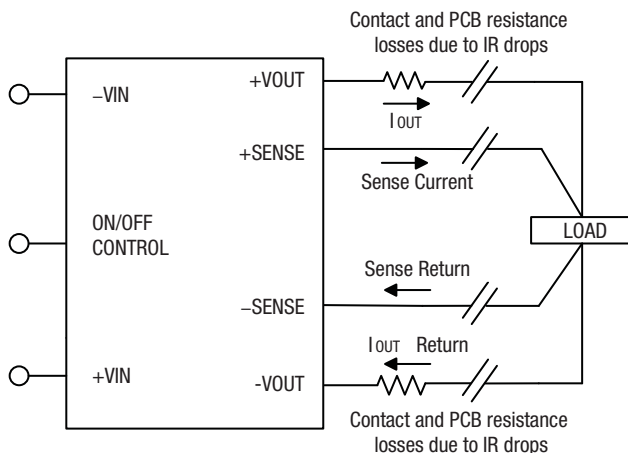 Contact and PCB resistance
losses due to IR drops
+VOUT
−VIN
IOUT
+SENSE
Sense Current
ON/OFF
CONTROL
LOAD
Sense Return
−SENSE
IOUT Return
+VIN
-VOUT
Contact and PCB resistance
losses due to IR drops